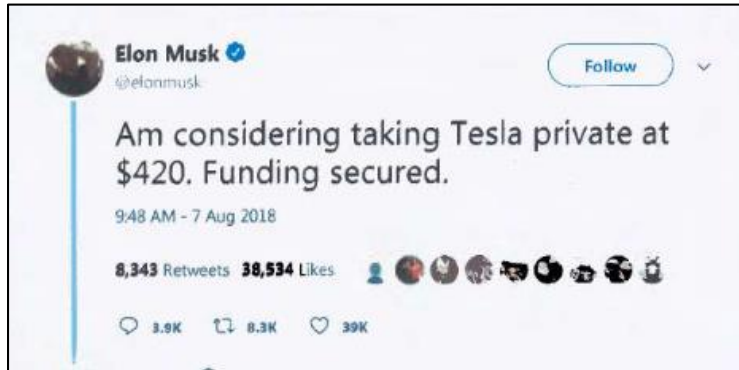 Elon Musk
@elonmusk
Follow
Am considering taking Tesla private at
$420. Funding secured.
9:48 AM - 7 Aug 2018
8,343 Retweets 38,534 Likes
3.9K 8.3K 39K